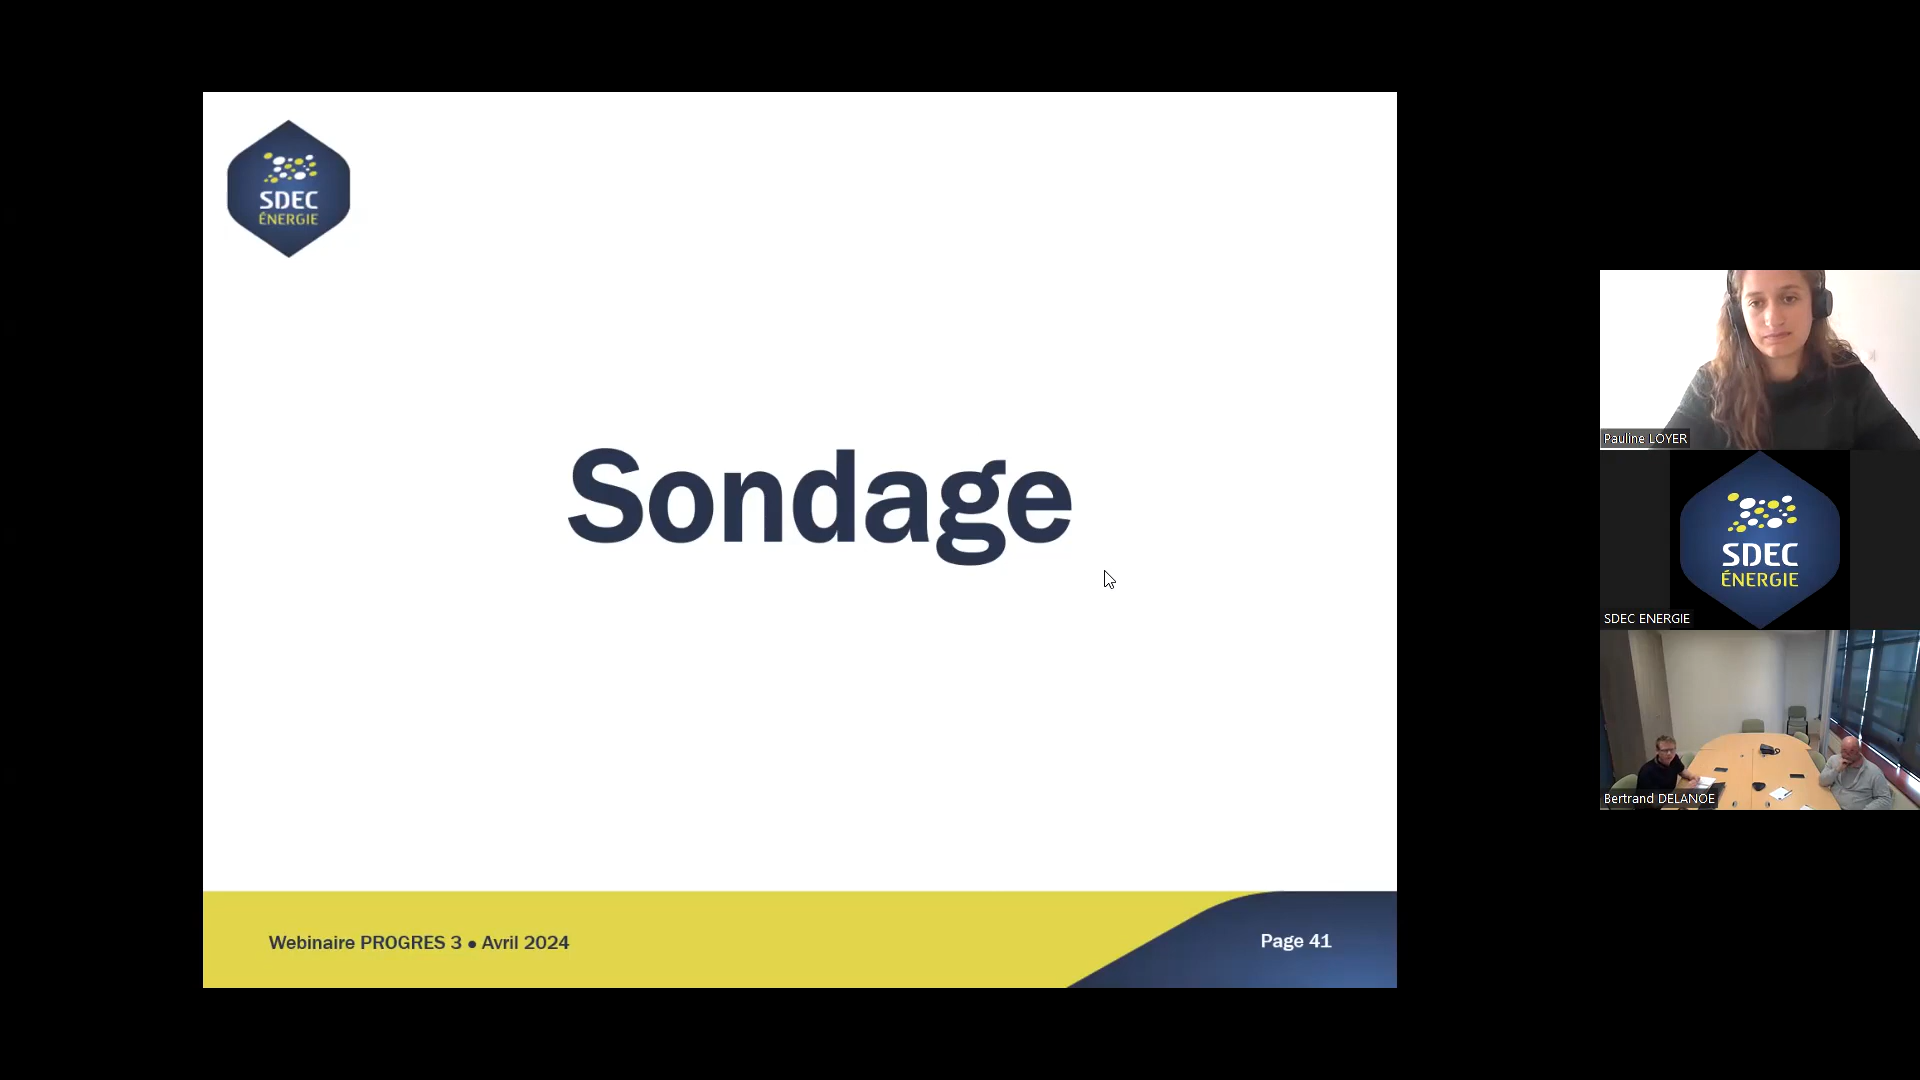 SDEC
ÉNERGIE
Sondage
Webinaire PROGRES 3 • Avril 2024
Page 41
Pauline LOYER
SDEC
ÉNERGIE
SDEC ENERGIE
Bertrand DELANOE